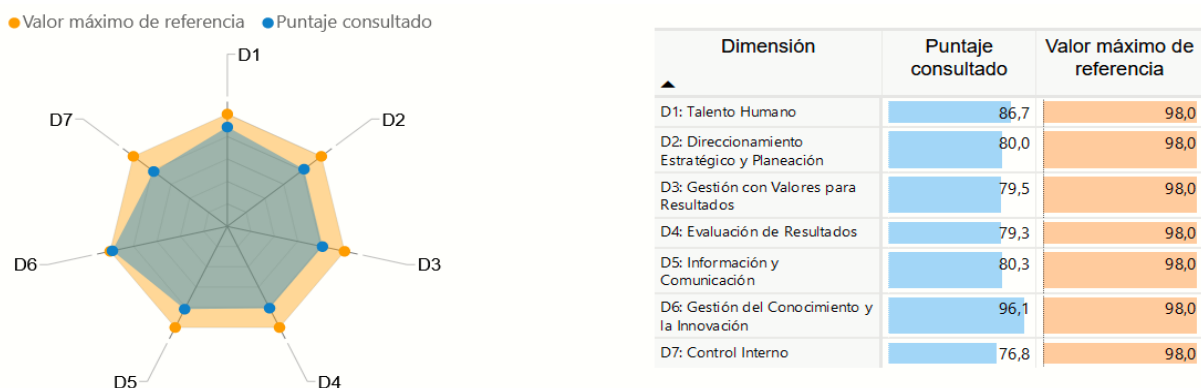 Valor máximo de referencia Puntaje consultado
D1
D2
D3
D4
D5
D6
D7
Dimensión Puntaje consultado Valor máximo de referencia
D1: Talento Humano 86,7 98,0
D2: Direccionamiento
Estratégico y Planeación 80,0 98,0
D3: Gestión con Valores para
Resultados 79,5 98,0
D4: Evaluación de Resultados 79,3 98,0
D5: Información y
Comunicación 80,3 98,0
D6: Gestión del Conocimiento y
la Innovación 96,1 98,0
D7: Control Interno 76,8 98,0